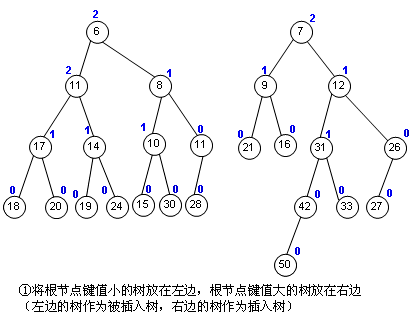 2 2
6 7
2 1 1 1
11 8 9 12
1 1 1 0 0 0 1 0
17 14 10 11 21 16 31 26
0 0 0 0 0 0 0 0 0 0
18 20 19 24 15 30 28 42 33 27
0
50
①将根节点键值小的树放在左边，根节点键值大的树放在右边
（左边的树作为被插入树，右边的树作为插入树）